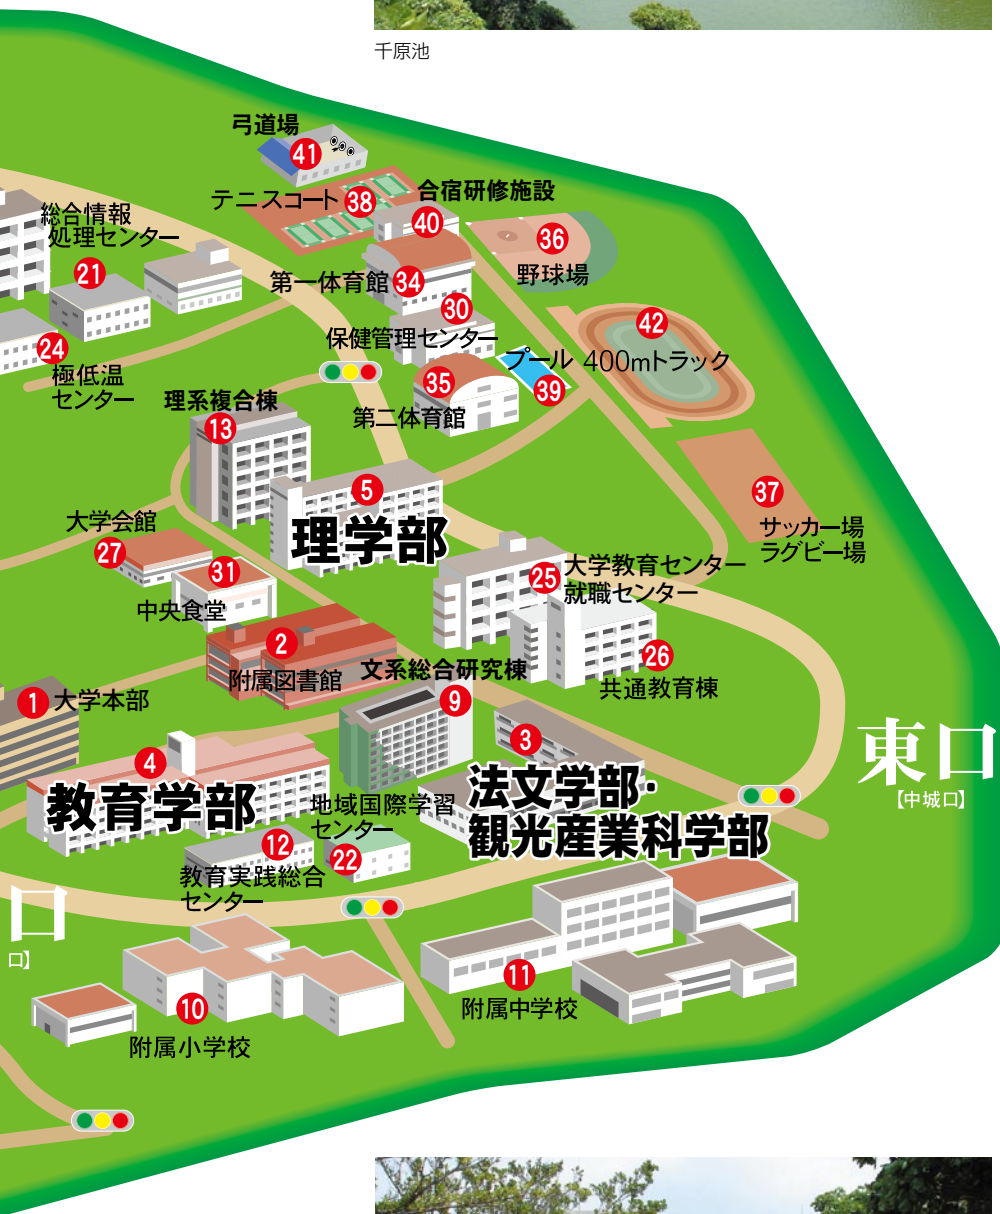 千原池
弓道場
41
テニスコート
38
合宿研修施設
40
総合情報
処理センター
21
36
野球場
第一体育館
34
30
保健管理センター
42
400mトラック
プール
39
24
極低温
センター
35
第二体育館
理系複合棟
13
5
理学部
37
サッカー場
ラグビー場
大学会館
27
31
中央食堂
25
大学教育センター
就職センター
26
共通教育棟
2
附属図書館
文系総合研究棟
9
1
大学本部
3
法文学部・
観光産業科学部
東口
【中城口】
4
教育学部
地域国際学習
センター
22
12
教育実践総合
センター
口
口】
10
附属小学校
11
附属中学校